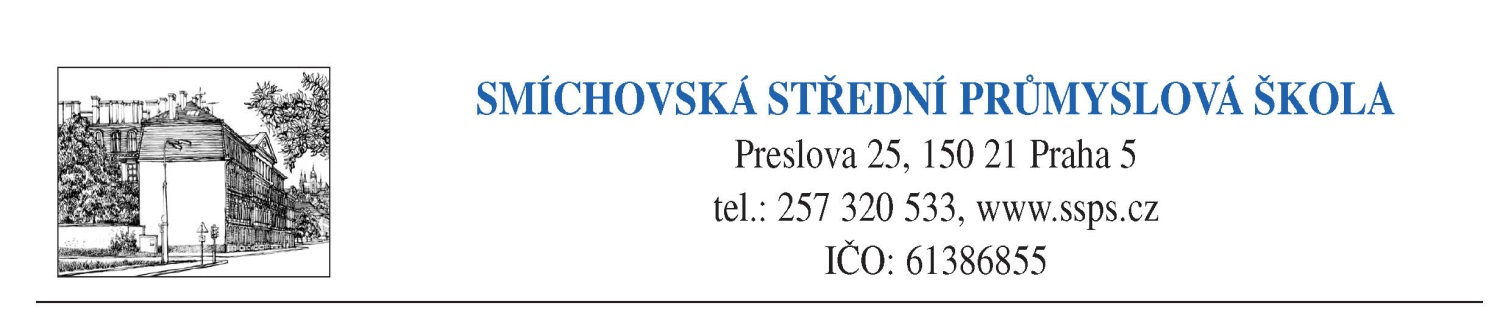 SMÍCHOVSKÁ STŘEDNÍ PRŮMYSLOVÁ ŠKOLA
Preslova 25, 150 21 Praha 5
tel.: 257 320 533, www.ssps.cz
IČO: 61386855